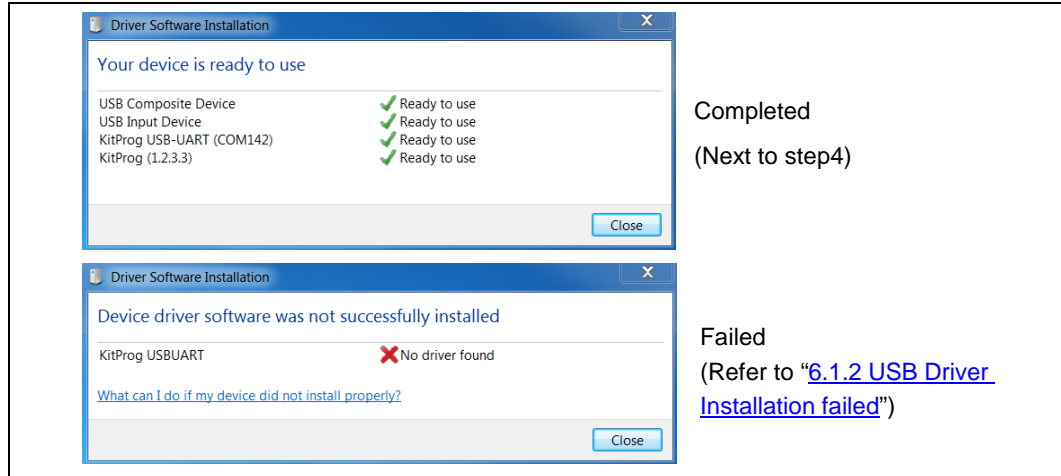 Driver Software Installation
X
Your device is ready to use
USB Composite Device Ready to use
USB Input Device Ready to use
KitProg USB-UART (COM142) Ready to use
KitProg (1.2.3.3) Ready to use
Close
Completed
(Next to step4)
Driver Software Installation
X
Device driver software was not successfully installed
KitProg USBUART No driver found
What can I do if my device did not install properly?
Close
Failed
(Refer to “6.1.2 USB Driver
Installation failed”)